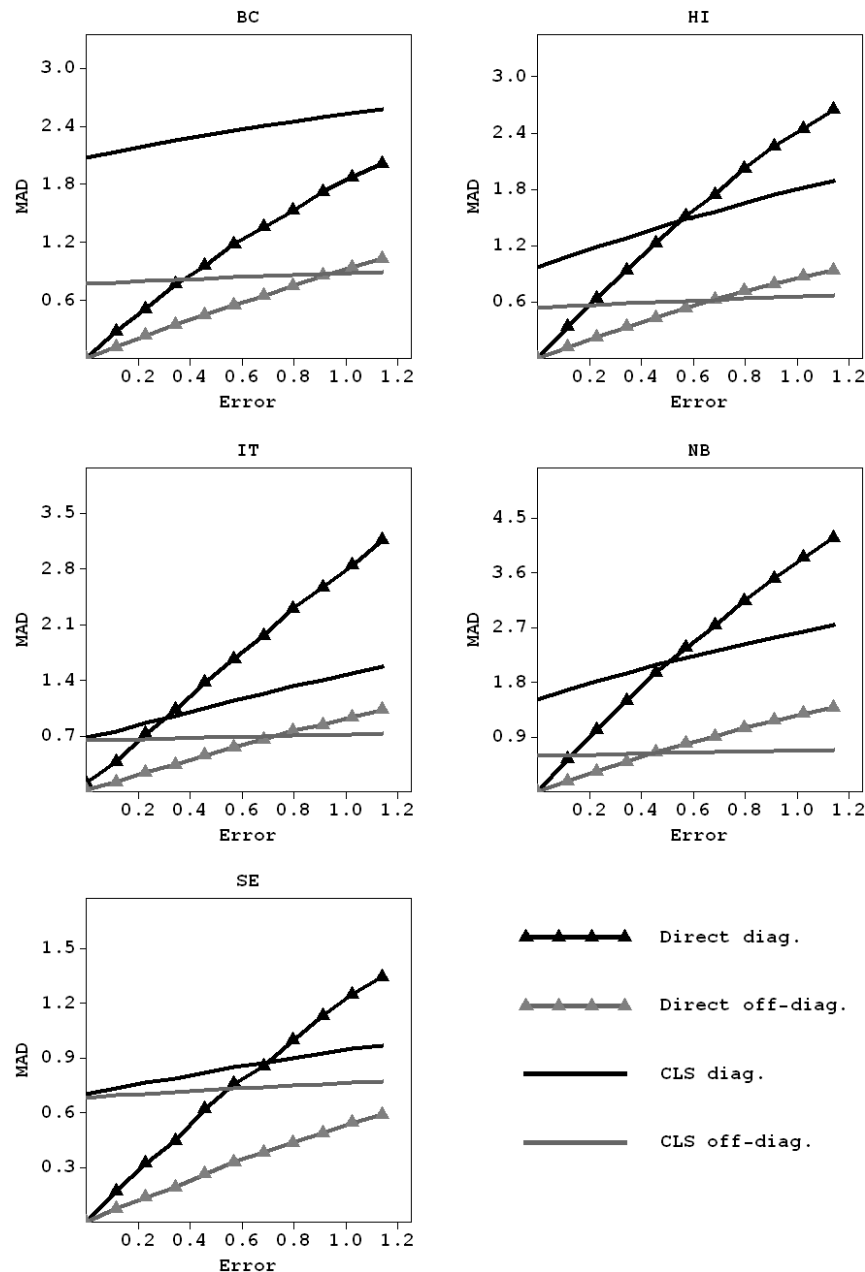 BC
3.0
2.4
1.8
1.2
0.6
MAD
0.2 0.4 0.6 0.8 1.0 1.2
Error
HI
3.0
2.4
1.8
1.2
0.6
MAD
0.2 0.4 0.6 0.8 1.0 1.2
Error
IT
3.5
2.8
2.1
1.4
0.7
MAD
0.2 0.4 0.6 0.8 1.0 1.2
Error
NB
4.5
3.6
2.7
1.8
0.9
MAD
0.2 0.4 0.6 0.8 1.0 1.2
Error
SE
1.5
1.2
0.9
0.6
0.3
MAD
0.2 0.4 0.6 0.8 1.0 1.2
Error
Direct diag.
Direct off-diag.
CLS diag.
CLS off-diag.